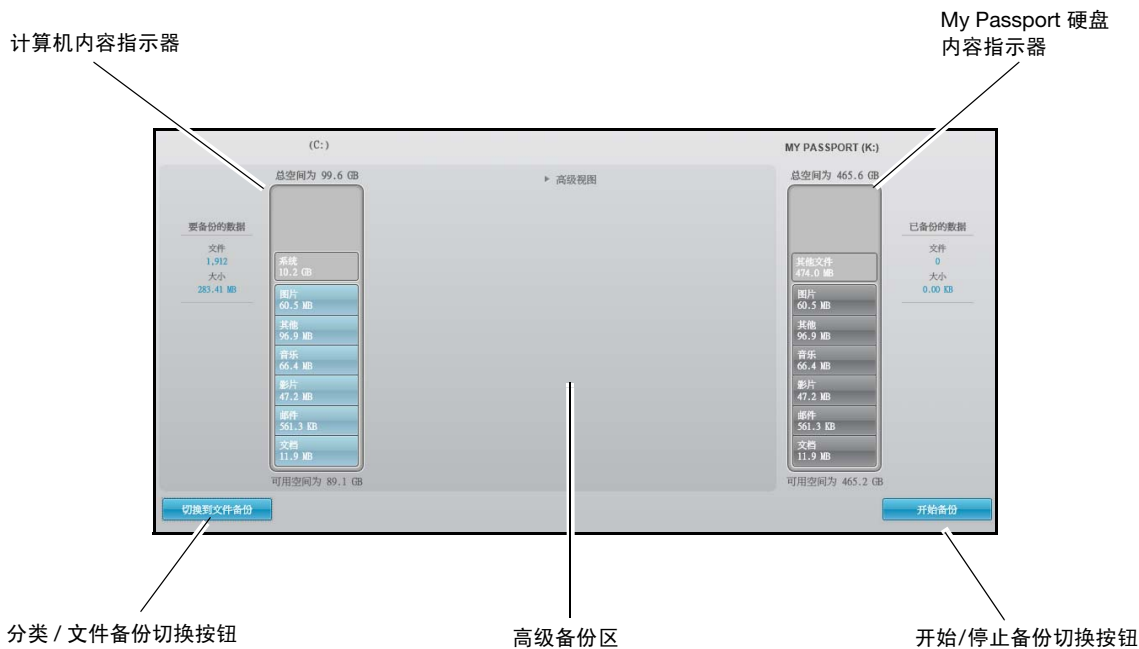 My Passport 硬盘
内容指示器
计算机内容指示器
(C:)
MY PASSPORT (K:)
总空间为 99.6 GB
▶ 高级视图
总空间为 465.6 GB
要备份的数据
文件
1,912
大小
283.41 MB
系统
10.2 GB
图片
60.5 MB
其他
96.9 MB
音乐
66.4 MB
影片
47.2 MB
邮件
561.3 KB
文档
11.9 MB
可用空间为 89.1 GB
其他文件
474.0 MB
图片
60.5 MB
其他
96.9 MB
音乐
66.4 MB
影片
47.2 MB
邮件
561.3 KB
文档
11.9 MB
可用空间为 465.2 GB
已备份的数据
文件
0
大小
0.00 KB
切换到文件备份
开始备份
分类 / 文件备份切换按钮
高级备份区
开始/停止备份切换按钮